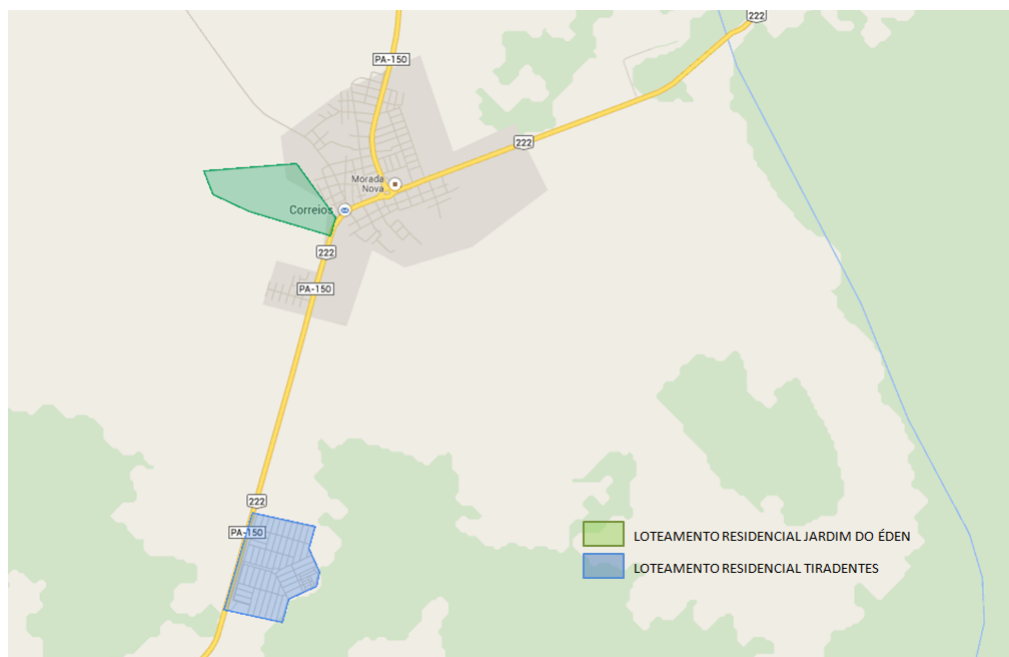 222
PA-150
222
Morada
Nova
Correios
222
PA-150
222
PA-150
LOTEAMENTO RESIDENCIAL JARDIM DO ÉDEN
LOTEAMENTO RESIDENCIAL TIRADENTES